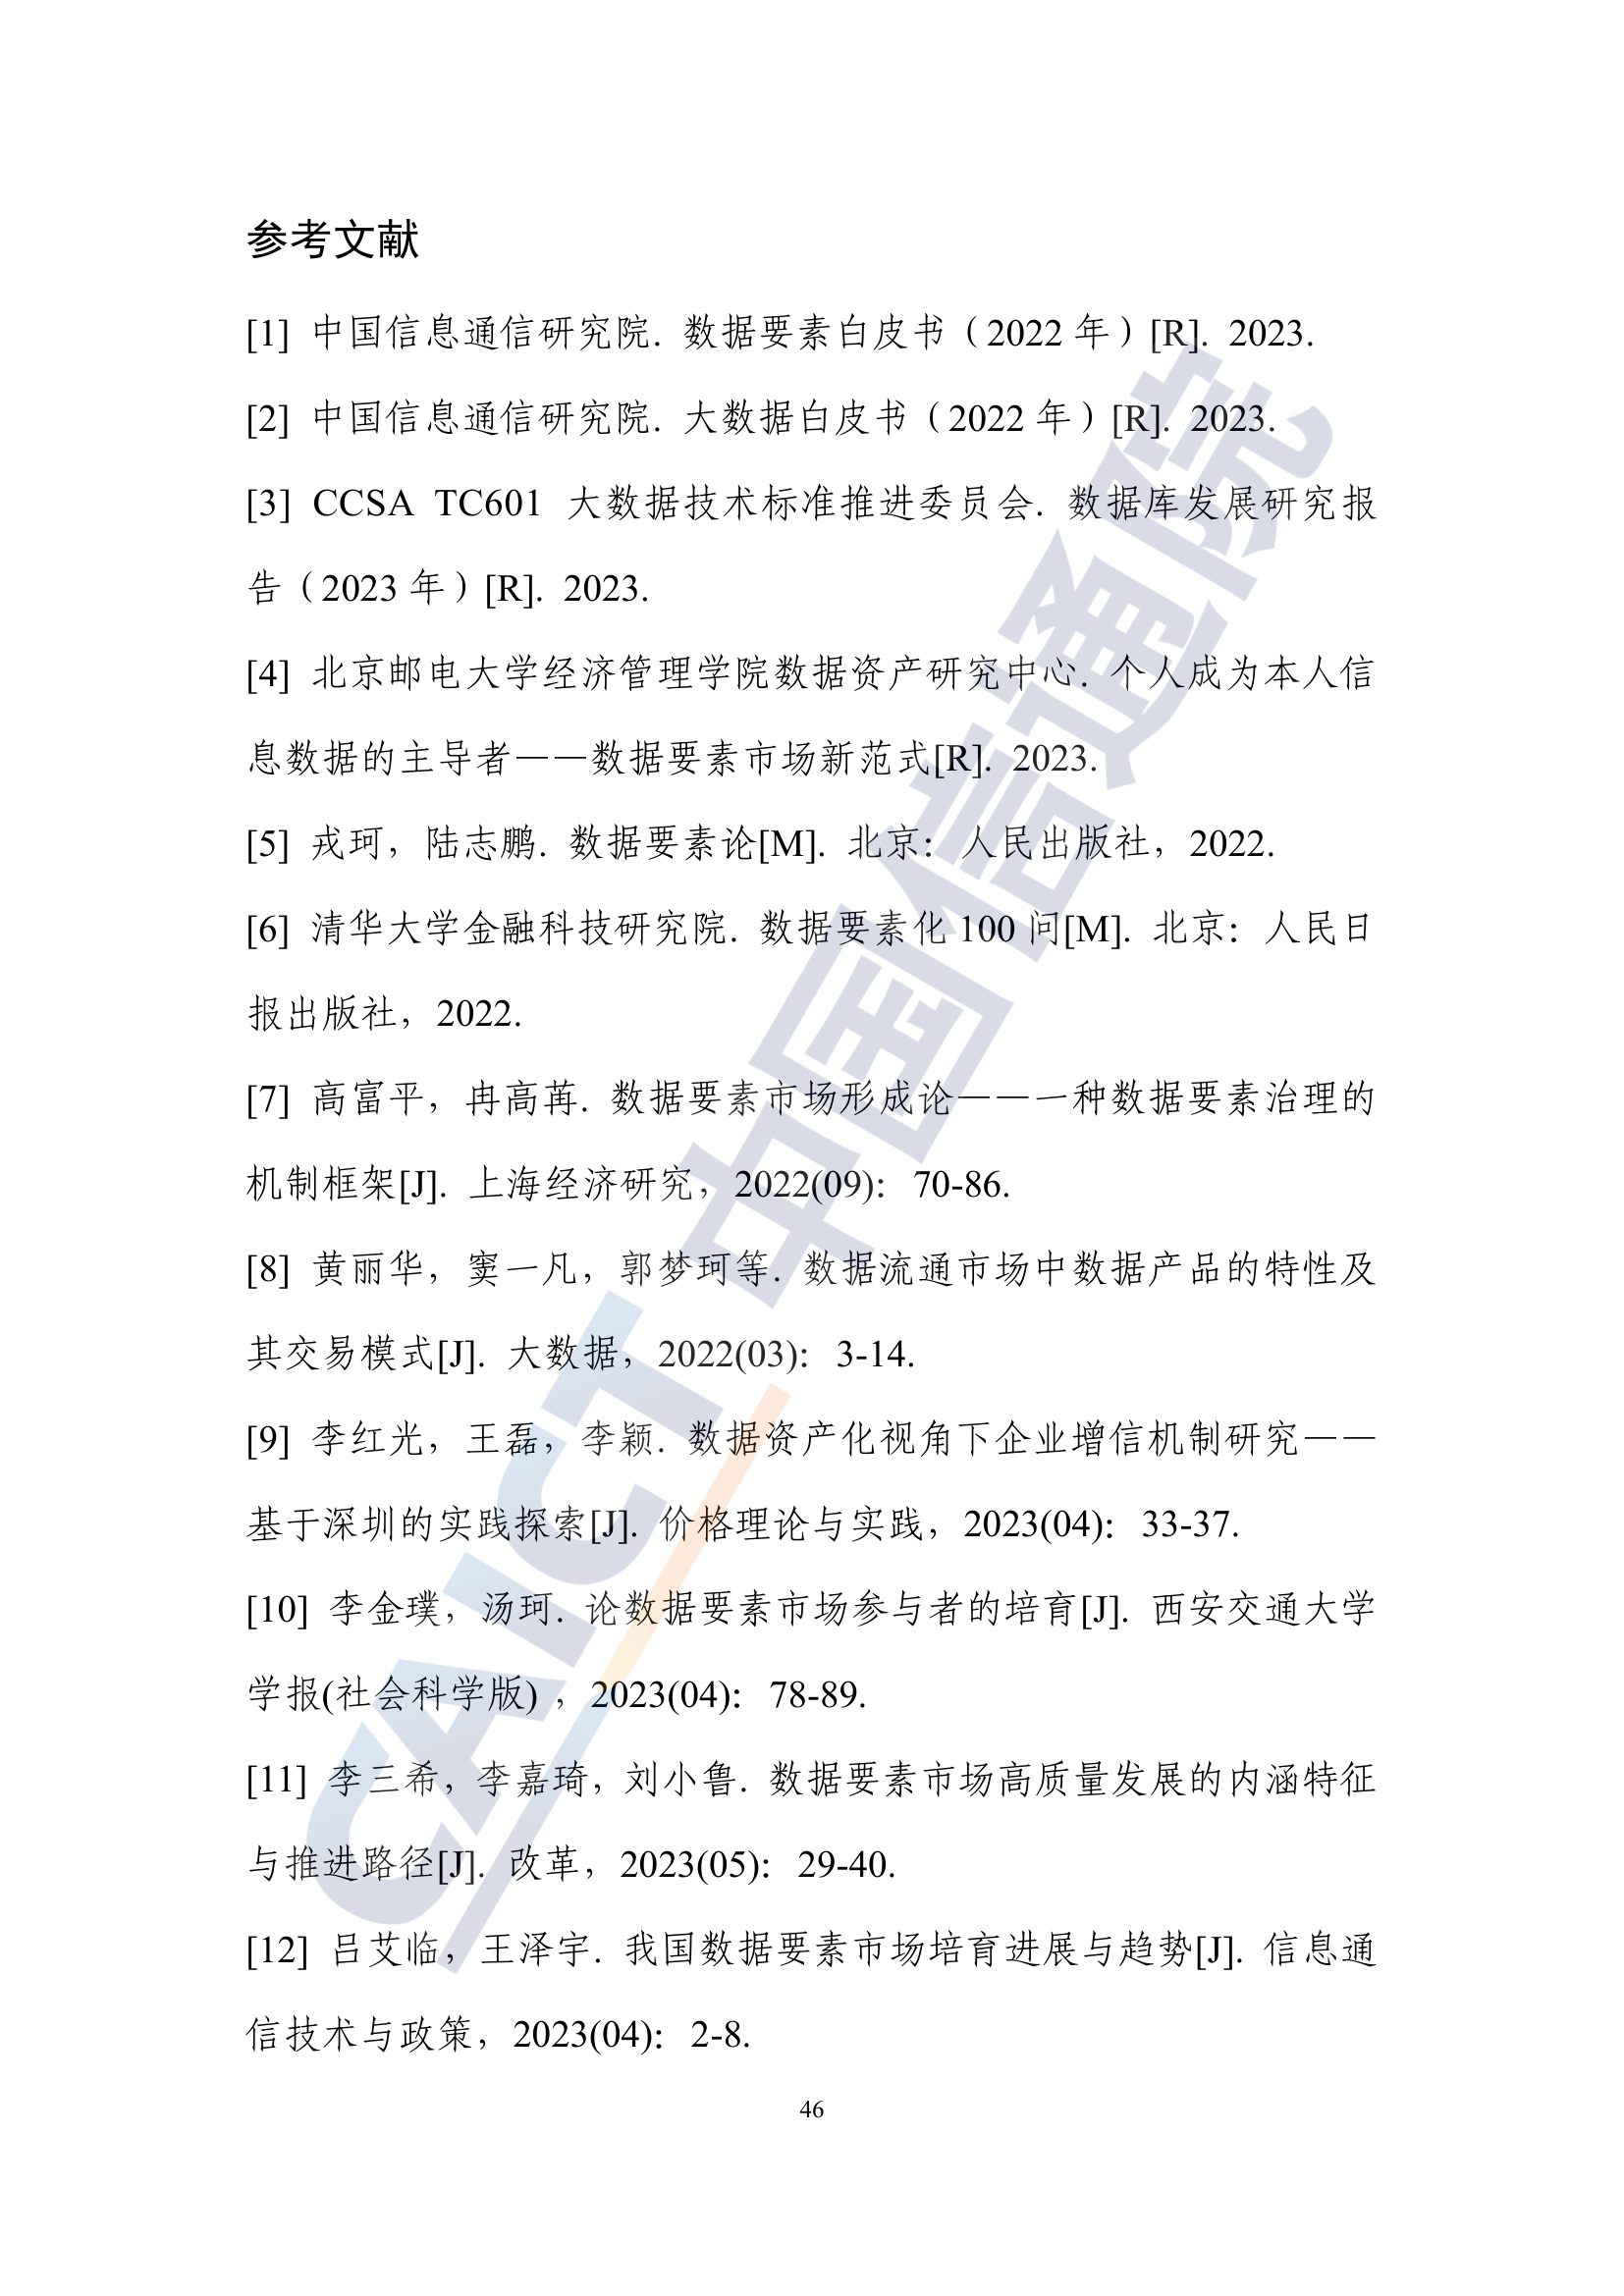 参考文献
[1] 中国信息通信研究院. 数据要素白皮书（2022 年）[R]. 2023.
[2] 中国信息通信研究院. 大数据白皮书（2022 年）[R]. 2023.
[3] CCSA TC601 大数据技术标准推进委员会. 数据库发展研究报
告（2023 年）[R]. 2023.
[4] 北京邮电大学经济管理学院数据资产研究中心. 个人成为本人信
息数据的主导者——数据要素市场新范式[R]. 2023.
[5] 戎珂，陆志鹏. 数据要素论[M]. 北京：人民出版社，2022.
[6] 清华大学金融科技研究院. 数据要素化 100 问[M]. 北京：人民日
报出版社，2022.
[7] 高富平，冉高苒. 数据要素市场形成论——一种数据要素治理的
机制框架[J]. 上海经济研究，2022(09)：70-86.
[8] 黄丽华，窦一凡，郭梦珂等. 数据流通市场中数据产品的特性及
其交易模式[J]. 大数据，2022(03)：3-14.
[9] 李红光，王磊，李颖. 数据资产化视角下企业增信机制研究——
基于深圳的实践探索[J]. 价格理论与实践，2023(04)：33-37.
[10] 李金璞，汤珂. 论数据要素市场参与者的培育[J]. 西安交通大学
学报(社会科学版)，2023(04)：78-89.
[11] 李三希，李嘉琦，刘小鲁. 数据要素市场高质量发展的内涵特征
与推进路径[J]. 改革，2023(05)：29-40.
[12] 吕艾临，王泽宇. 我国数据要素市场培育进展与趋势[J]. 信息通
信技术与政策，2023(04)：2-8.
46
CAICT 中国信通院